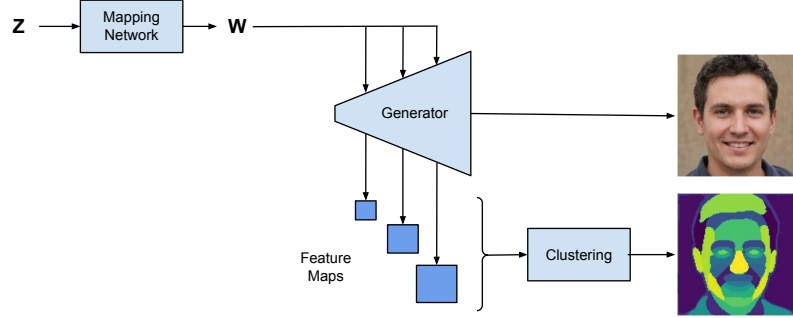 Z
Mapping
Network
W
Generator
Feature
Maps
Clustering